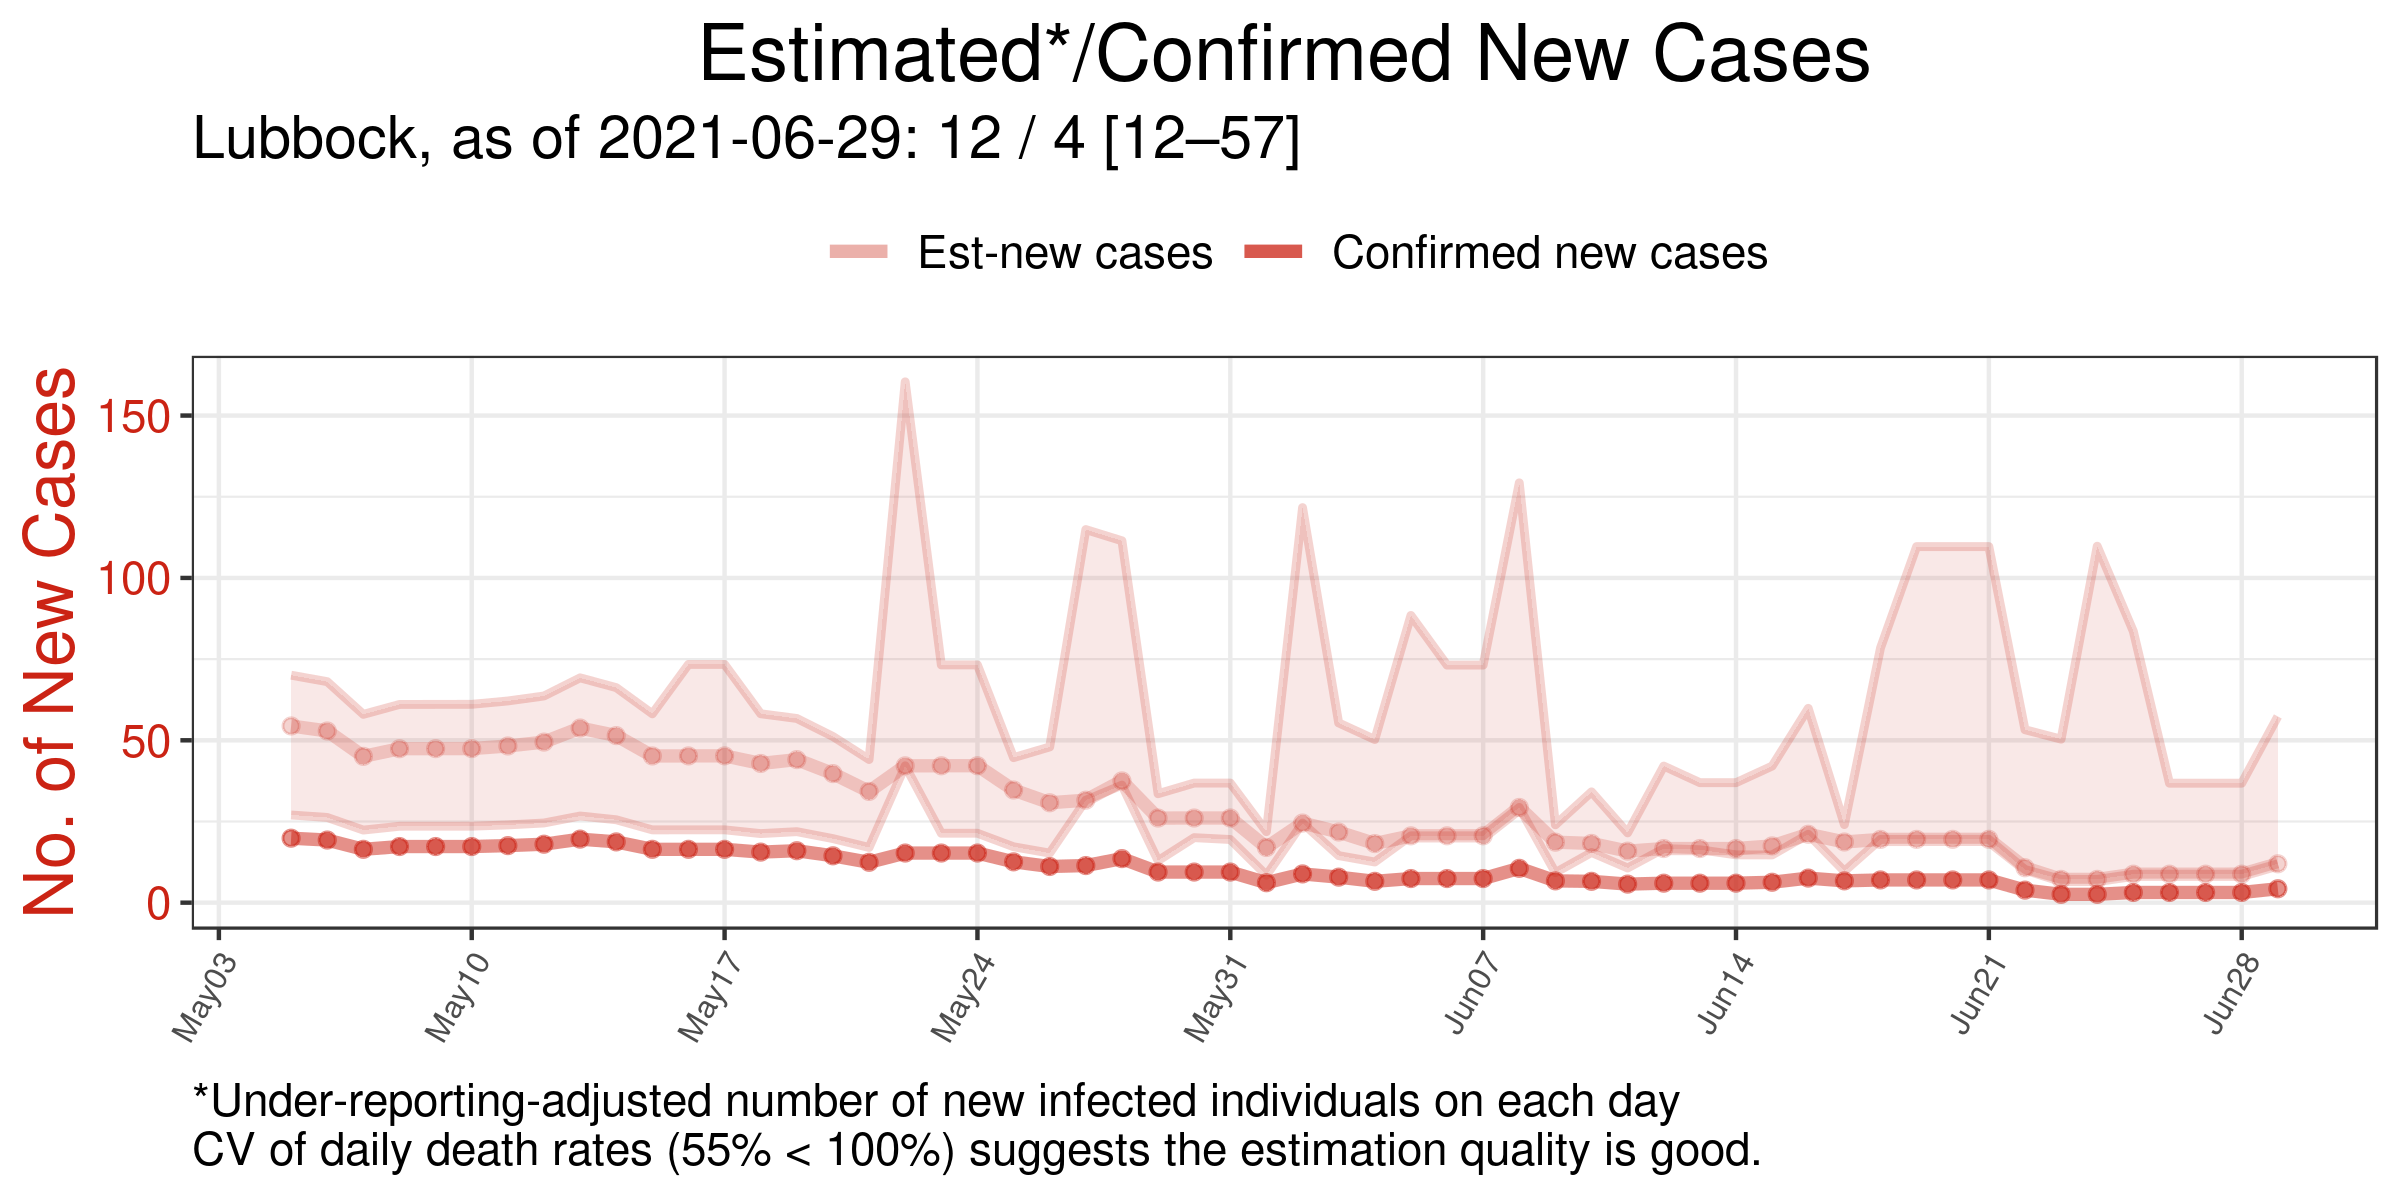 Estimated*/Confirmed New Cases
Lubbock, as of 2021-06-29: 12 / 4 [12–57]
Est-new cases Confirmed new cases
No. of New Cases
150
100
50
0
May03 May10 May17 May24 May31 Jun07 Jun14 Jun21 Jun28
*Under-reporting-adjusted number of new infected individuals on each day
CV of daily death rates (55% < 100%) suggests the estimation quality is good.